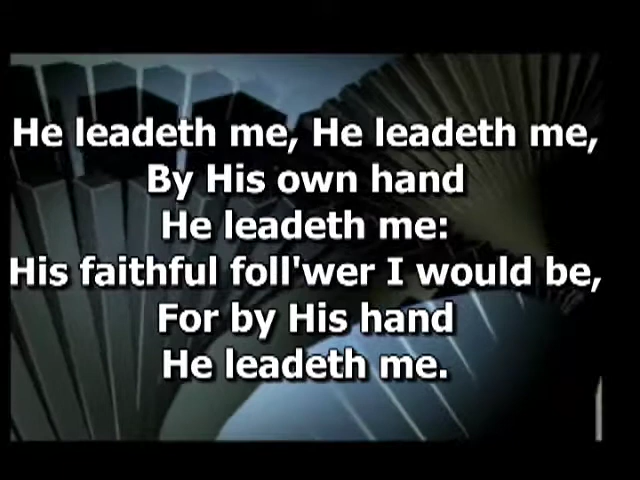 He leadeth me, He leadeth me,
By His own hand
He leadeth me:
His faithful foll'wer I would be,
For by His hand
He leadeth me.